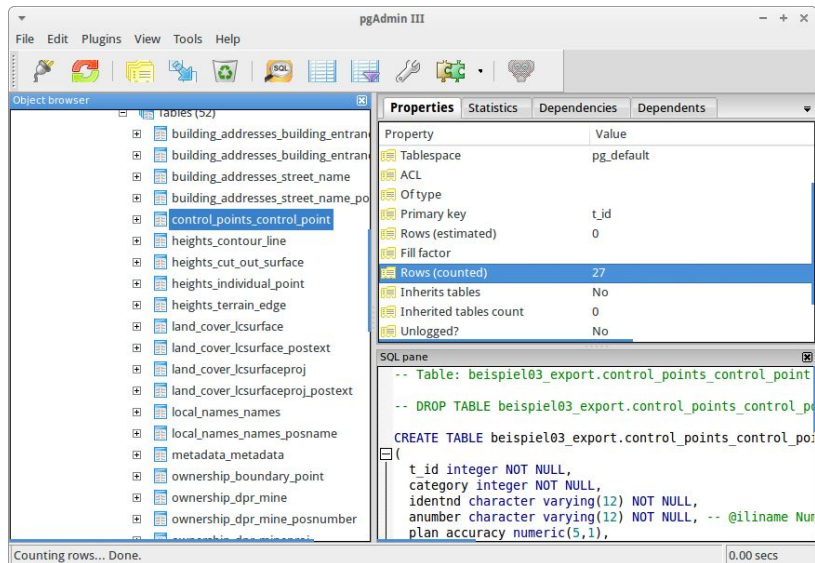 pgAdmin III
File Edit Plugins View Tools Help
SQL
Object browser
Tables (52)
building_addresses_building_entran
building_addresses_building_entran
building_addresses_street_name
building_addresses_street_name_po
control_points_control_point
heights_contour_line
heights_cut_out_surface
heights_individual_point
heights_terrain_edge
land_cover_lcsurface
land_cover_lcsurface_postext
land_cover_lcsurfaceproj
land_cover_lcsurfaceproj_postext
local_names_names
local_names_names_posname
metadata_metadata
ownership_boundary_point
ownership_dpr_mine
ownership_dpr_mine_posnumber
ownership_dpr_mineproj
Properties Statistics Dependencies Dependents
Property Value
Tablespace pg_default
ACL
Of type
Primary key t_id
Rows (estimated) 0
Fill factor
Rows (counted) 27
Inherits tables No
Inherited tables count 0
Unlogged? No
SQL pane
-- Table: beispiel03_export.control_points_control_point
-- DROP TABLE beispiel03_export.control_points_control_po
CREATE TABLE beispiel03_export.control_points_control_poi
(
t_id integer NOT NULL,
category integer NOT NULL,
identnd character varying(12) NOT NULL,
anumber character varying(12) NOT NULL, -- @iliname Num
plan_accuracy numeric(5,1),
Counting rows... Done.
0.00 secs